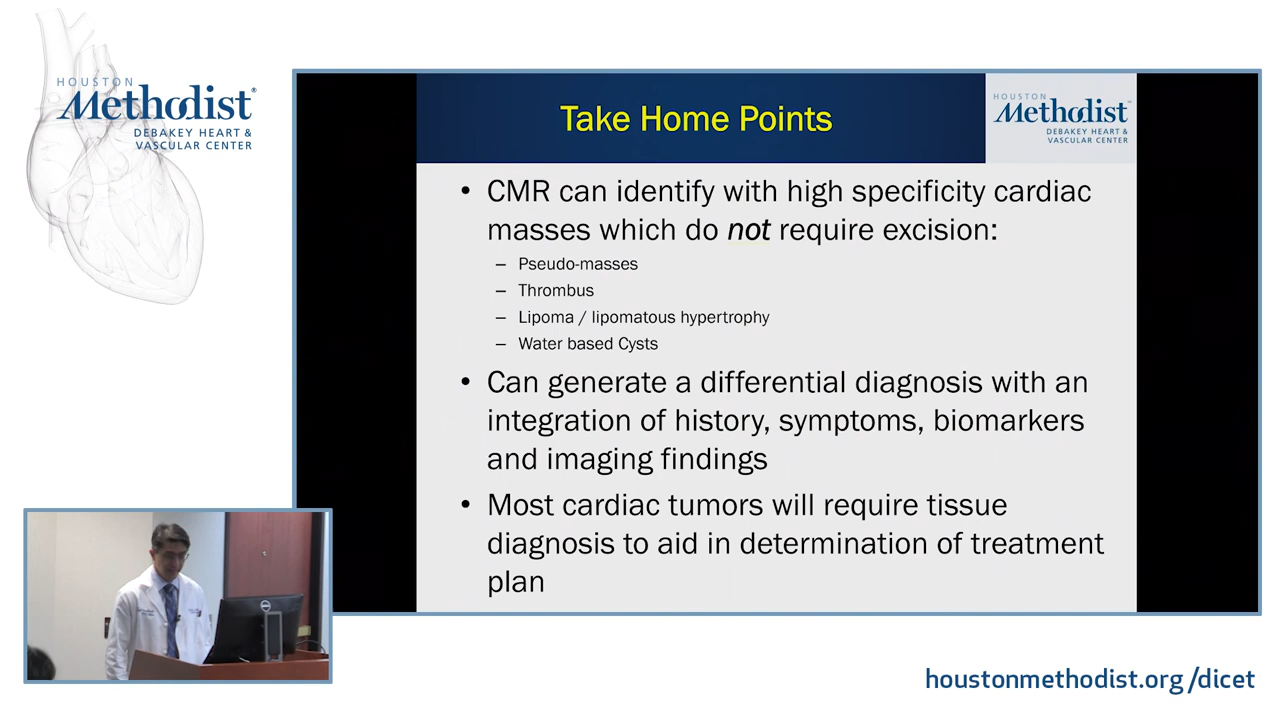 HOUSTON
Methodist®
DEBAKEY HEART &
VASCULAR CENTER
Take Home Points
HOUSTON
Methodist
DEBAKEY HEART &
VASCULAR CENTER
• CMR can identify with high specificity cardiac
masses which do not require excision:
– Pseudo-masses
– Thrombus
– Lipoma / lipomatous hypertrophy
– Water based Cysts
• Can generate a differential diagnosis with an
integration of history, symptoms, biomarkers
and imaging findings
• Most cardiac tumors will require tissue
diagnosis to aid in determination of treatment
plan
DELL
houstonmethodist.org/dicet